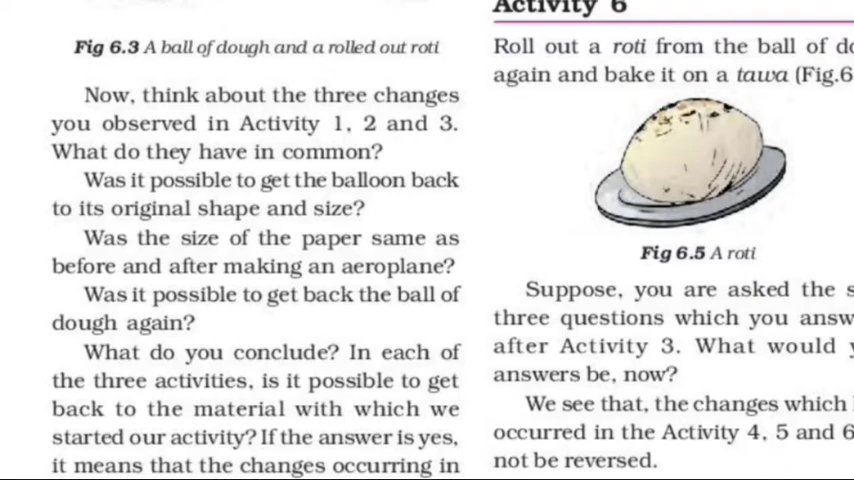 Fig 6.3 A ball of dough and a rolled out roti
Now, think about the three changes
you observed in Activity 1, 2 and 3.
What do they have in common?
Was it possible to get the balloon back
to its original shape and size?
Was the size of the paper same as
before and after making an aeroplane?
Was it possible to get back the ball of
dough again?
What do you conclude? In each of
the three activities, is it possible to get
back to the material with which we
started our activity? If the answer is yes,
it means that the changes occurring in
Activity 6
Roll out a roti from the ball of
again and bake it on a tawa (Fig.6
Fig 6.5 A roti
Suppose, you are asked the
three questions which you
after Activity 3. What would
answers be, now?
We see that, the changes which
occurred in the Activity 4, 5 and 6
not be reversed.